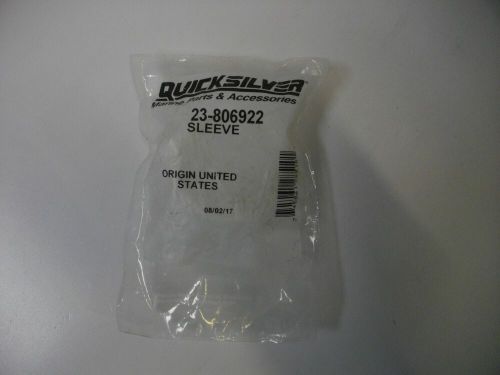 QUICKSILVER
Marine Parts & Accessories
23-806922
SLEEVE
ORIGIN UNITED
STATES
08/02/17